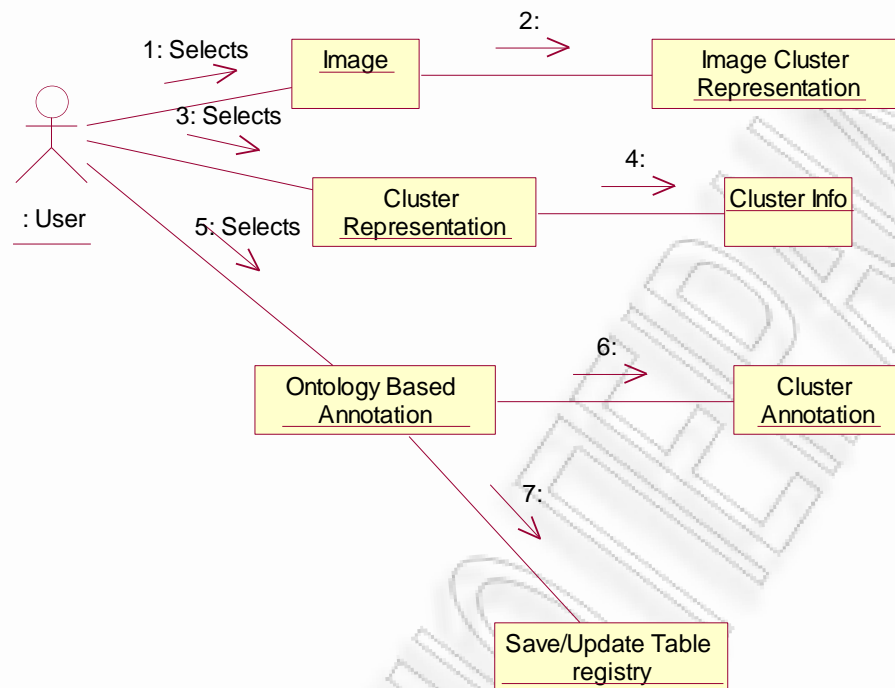 1: Selects
2:
Image
Image Cluster
Representation
3: Selects
4:
: User
Cluster
Representation
Cluster Info
5: Selects
6:
Ontology Based
Annotation
Cluster
Annotation
7:
Save/Update Table
registry